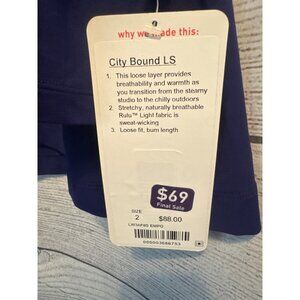 why we made this:
City Bound LS
1. This loose layer provides
breathability and warmth as
you transition from the steamy
studio to the chilly outdoors
2. Stretchy, naturally breathable
Rulu™ Light fabric is
sweat-wicking
3. Loose fit, bum length
$69
Final Sale
SIZE
2 $88.00